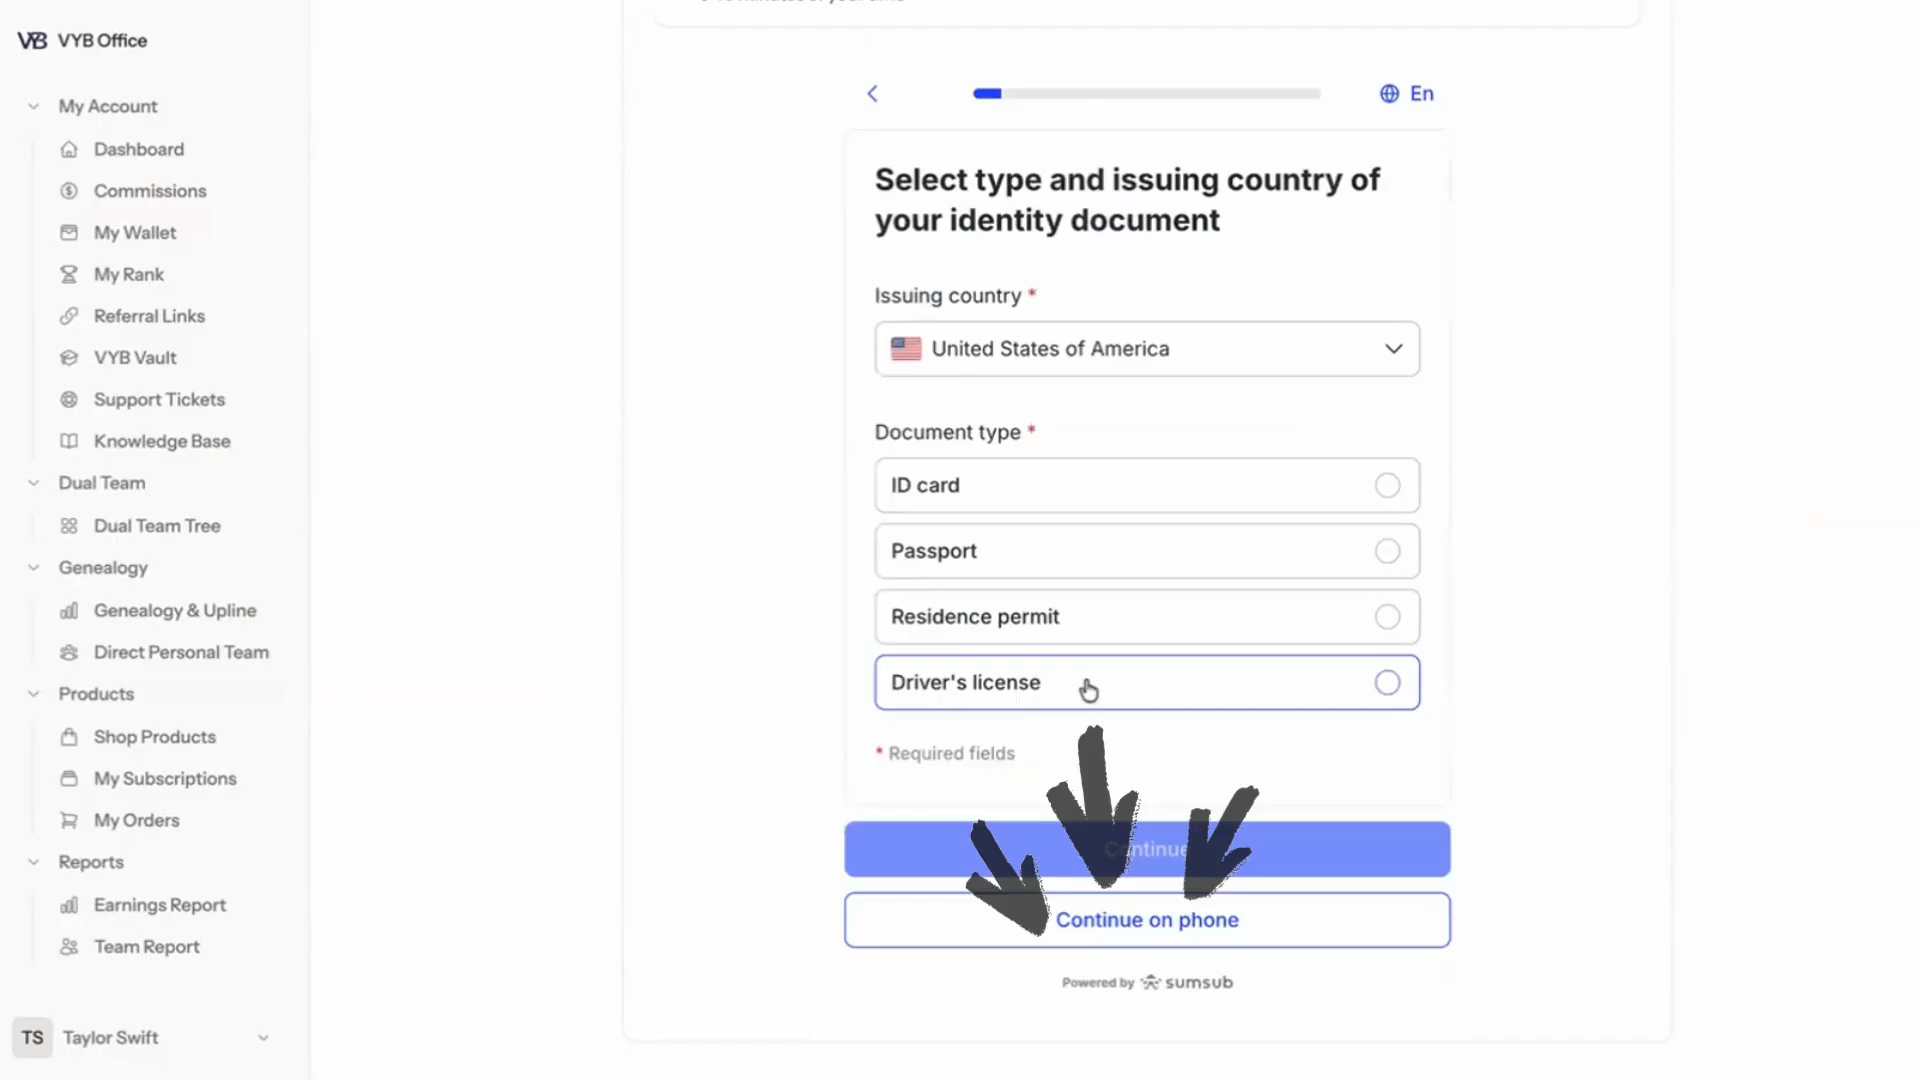 VYB Office
My Account
Dashboard
Commissions
My Wallet
My Rank
Referral Links
VYB Vault
Support Tickets
Knowledge Base
Dual Team
Dual Team Tree
Genealogy
Genealogy & Upline
Direct Personal Team
Products
Shop Products
My Subscriptions
My Orders
Reports
Earnings Report
Team Report
TS Taylor Swift
En
Select type and issuing country of
your identity document
Issuing country *
United States of America
Document type *
ID card
Passport
Residence permit
Driver's license
* Required fields
Continue
Continue on phone
Powered by sumsub